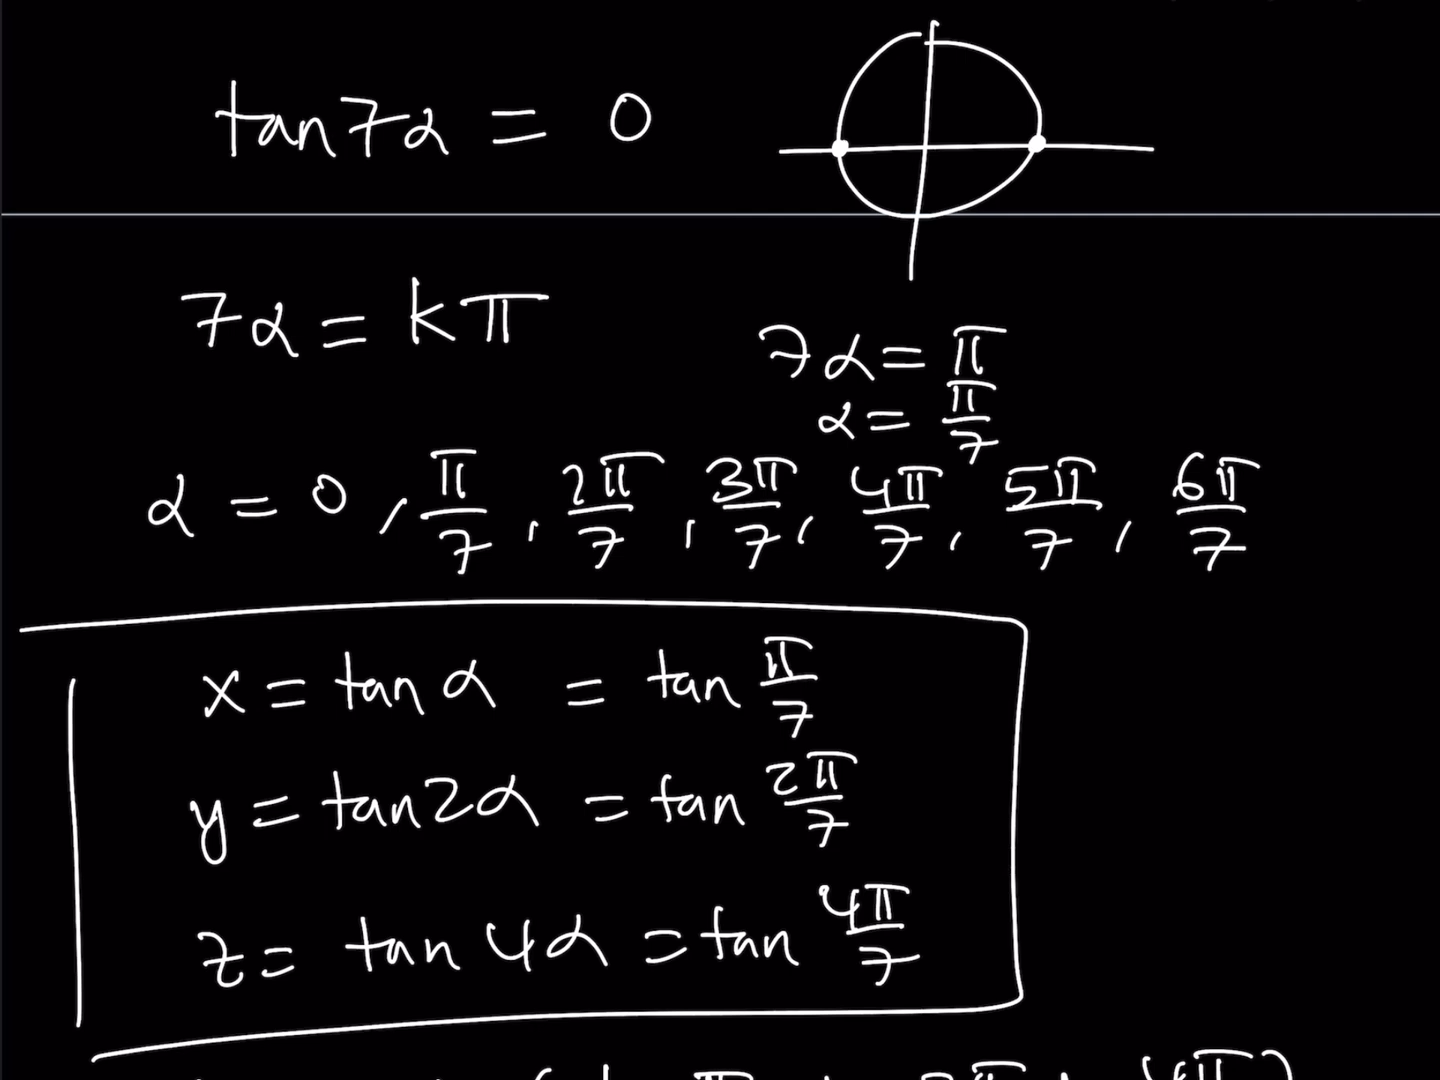 tan7α = 0
7α = kπ
7α = π
α = π/7
α = 0, π/7, 2π/7, 3π/7, 4π/7, 5π/7, 6π/7
x = tan α = tan π/7
y = tan2α = tan 2π/7
z = tan 4α = tan 4π/7